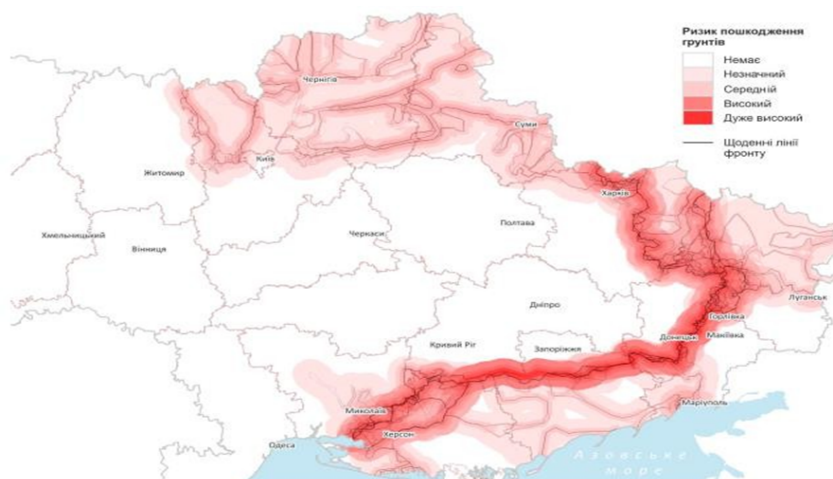 Ризик пошкодження
грунтів
Немає
Незначний
Середній
Високий
Дуже високий
Щоденні лінії
фронту
Чернігів
Суми
Київ
Житомир
Харків
Хмельницький
Вінниця
Черкаси
Полтава
Луганськ
Дніпро
Горлівка
Донецьк
Макіївка
Кривий Ріг
Запоріжжя
Миколаїв
Маріуполь
Херсон
Одеса
Азовське
море